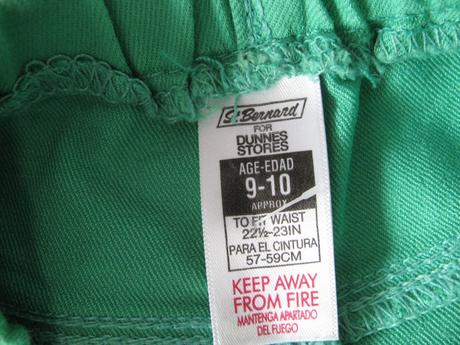 St. Bernard
FOR
DUNNES
STORES
AGE-EDAD
9-10
APPROX
TO FIT WAIST
22½-23IN
PARA EL CINTURA
57-59CM
KEEP AWAY
FROM FIRE
MANTENGA APARTADO
DEL FUEGO